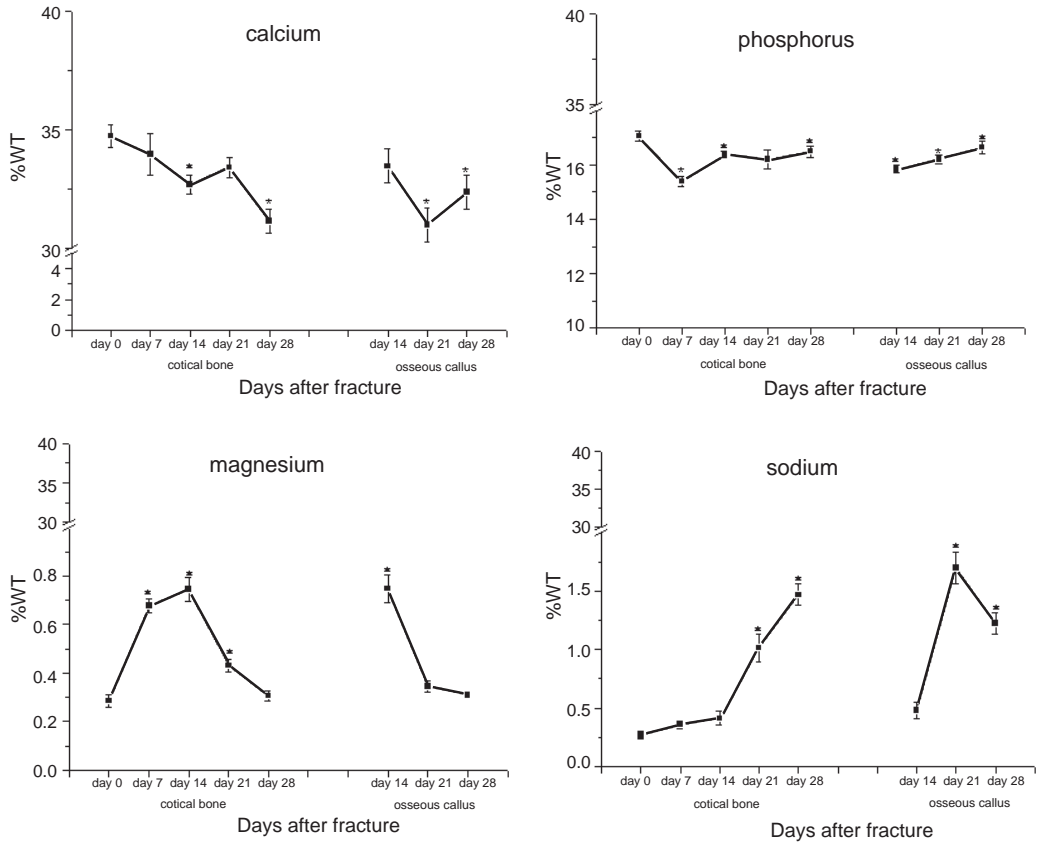 calcium
40
35
30
4
2
0
%WT
*
*
*
*
day 0 day 7 day 14 day 21 day 28 day 14 day 21 day 28
cotical bone osseous callus
Days after fracture
phosphorus
40
35
16
14
12
10
%WT
*
*
*
*
*
*
day 0 day 7 day 14 day 21 day 28 day 14 day 21 day 28
cotical bone osseous callus
Days after fracture
magnesium
40
35
30
0.8
0.6
0.4
0.2
0.0
%WT
*
*
*
*
day 0 day 7 day 14 day 21 day 28 day 14 day 21 day 28
cotical bone osseous callus
Days after fracture
sodium
40
35
30
1.5
1.0
0.5
0.0
%WT
*
*
*
*
day 0 day 7 day 14 day 21 day 28 day 14 day 21 day 28
cotical bone osseous callus
Days after fracture